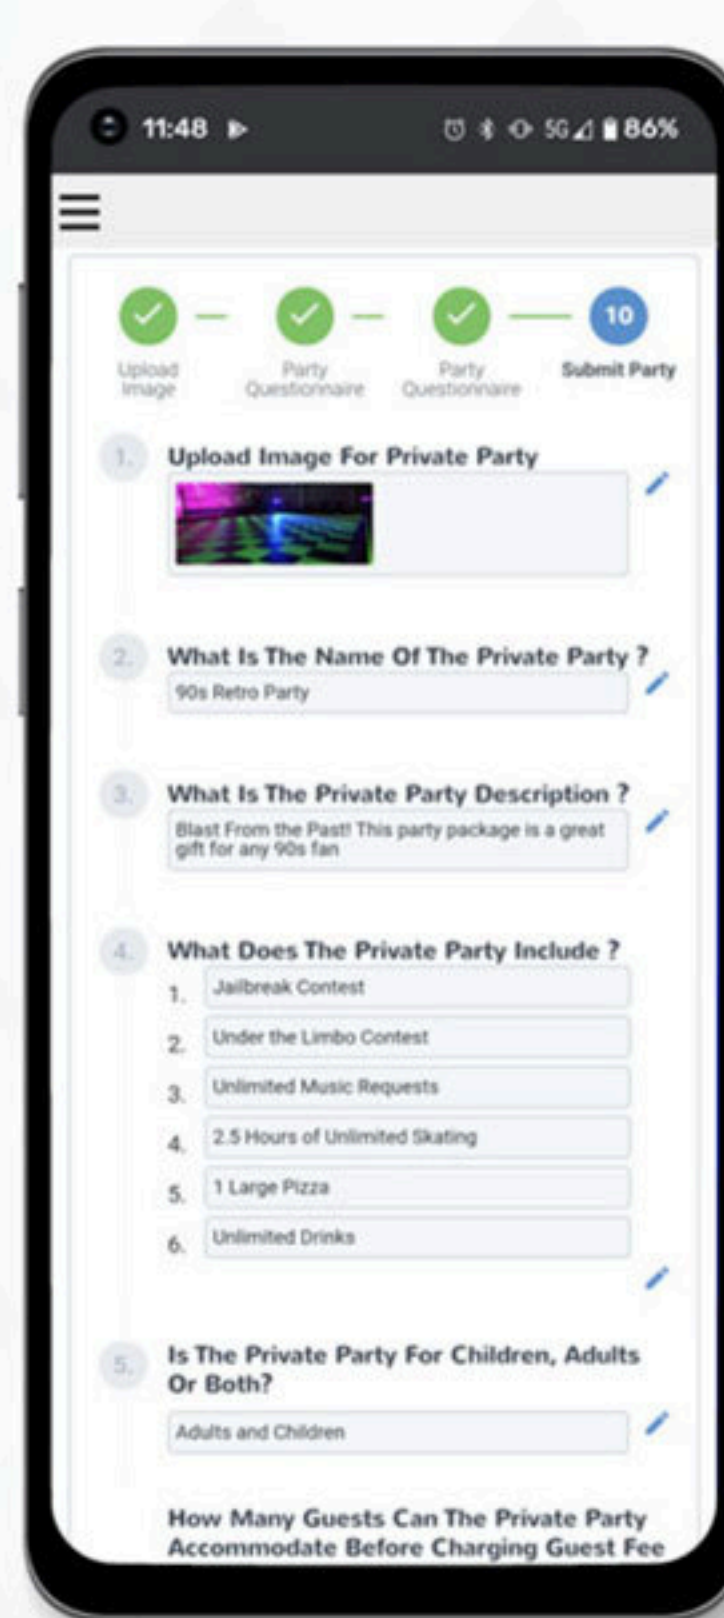 11:48 5G 86%
Upload Image
Party Questionnaire
Party Questionnaire
10
Submit Party
1. Upload Image For Private Party
2. What Is The Name Of The Private Party ?
90s Retro Party
3. What Is The Private Party Description ?
Blast From the Past! This party package is a great
gift for any 90s fan
4. What Does The Private Party Include ?
1. Jailbreak Contest
2. Under the Limbo Contest
3. Unlimited Music Requests
4. 2.5 Hours of Unlimited Skating
5. 1 Large Pizza
6. Unlimited Drinks
5. Is The Private Party For Children, Adults
Or Both?
Adults and Children
How Many Guests Can The Private Party
Accommodate Before Charging Guest Fee